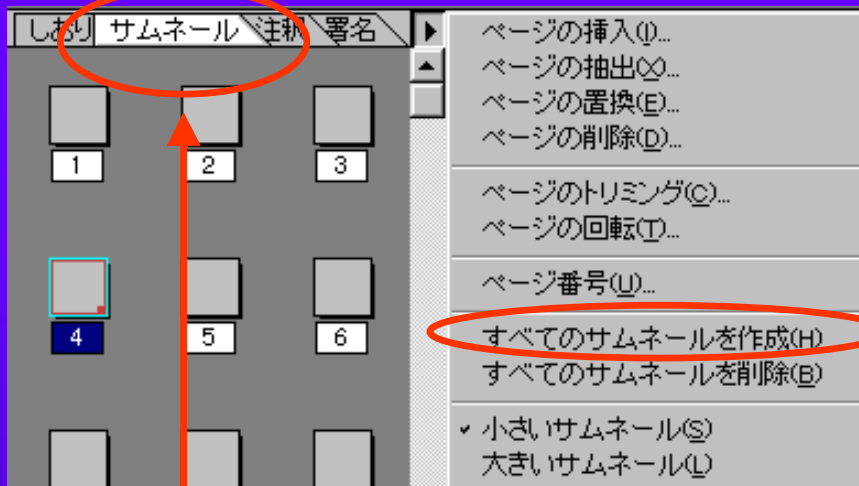 しおり サムネール 注釈 署名
1 2 3
4 5 6
ページの挿入(I)...
ページの抽出(X)...
ページの置換(E)...
ページの削除(D)...
ページのトリミング(C)...
ページの回転(T)...
ページ番号(U)...
すべてのサムネールを作成(H)
すべてのサムネールを削除(B)
小さいサムネール(S)
大きいサムネール(L)